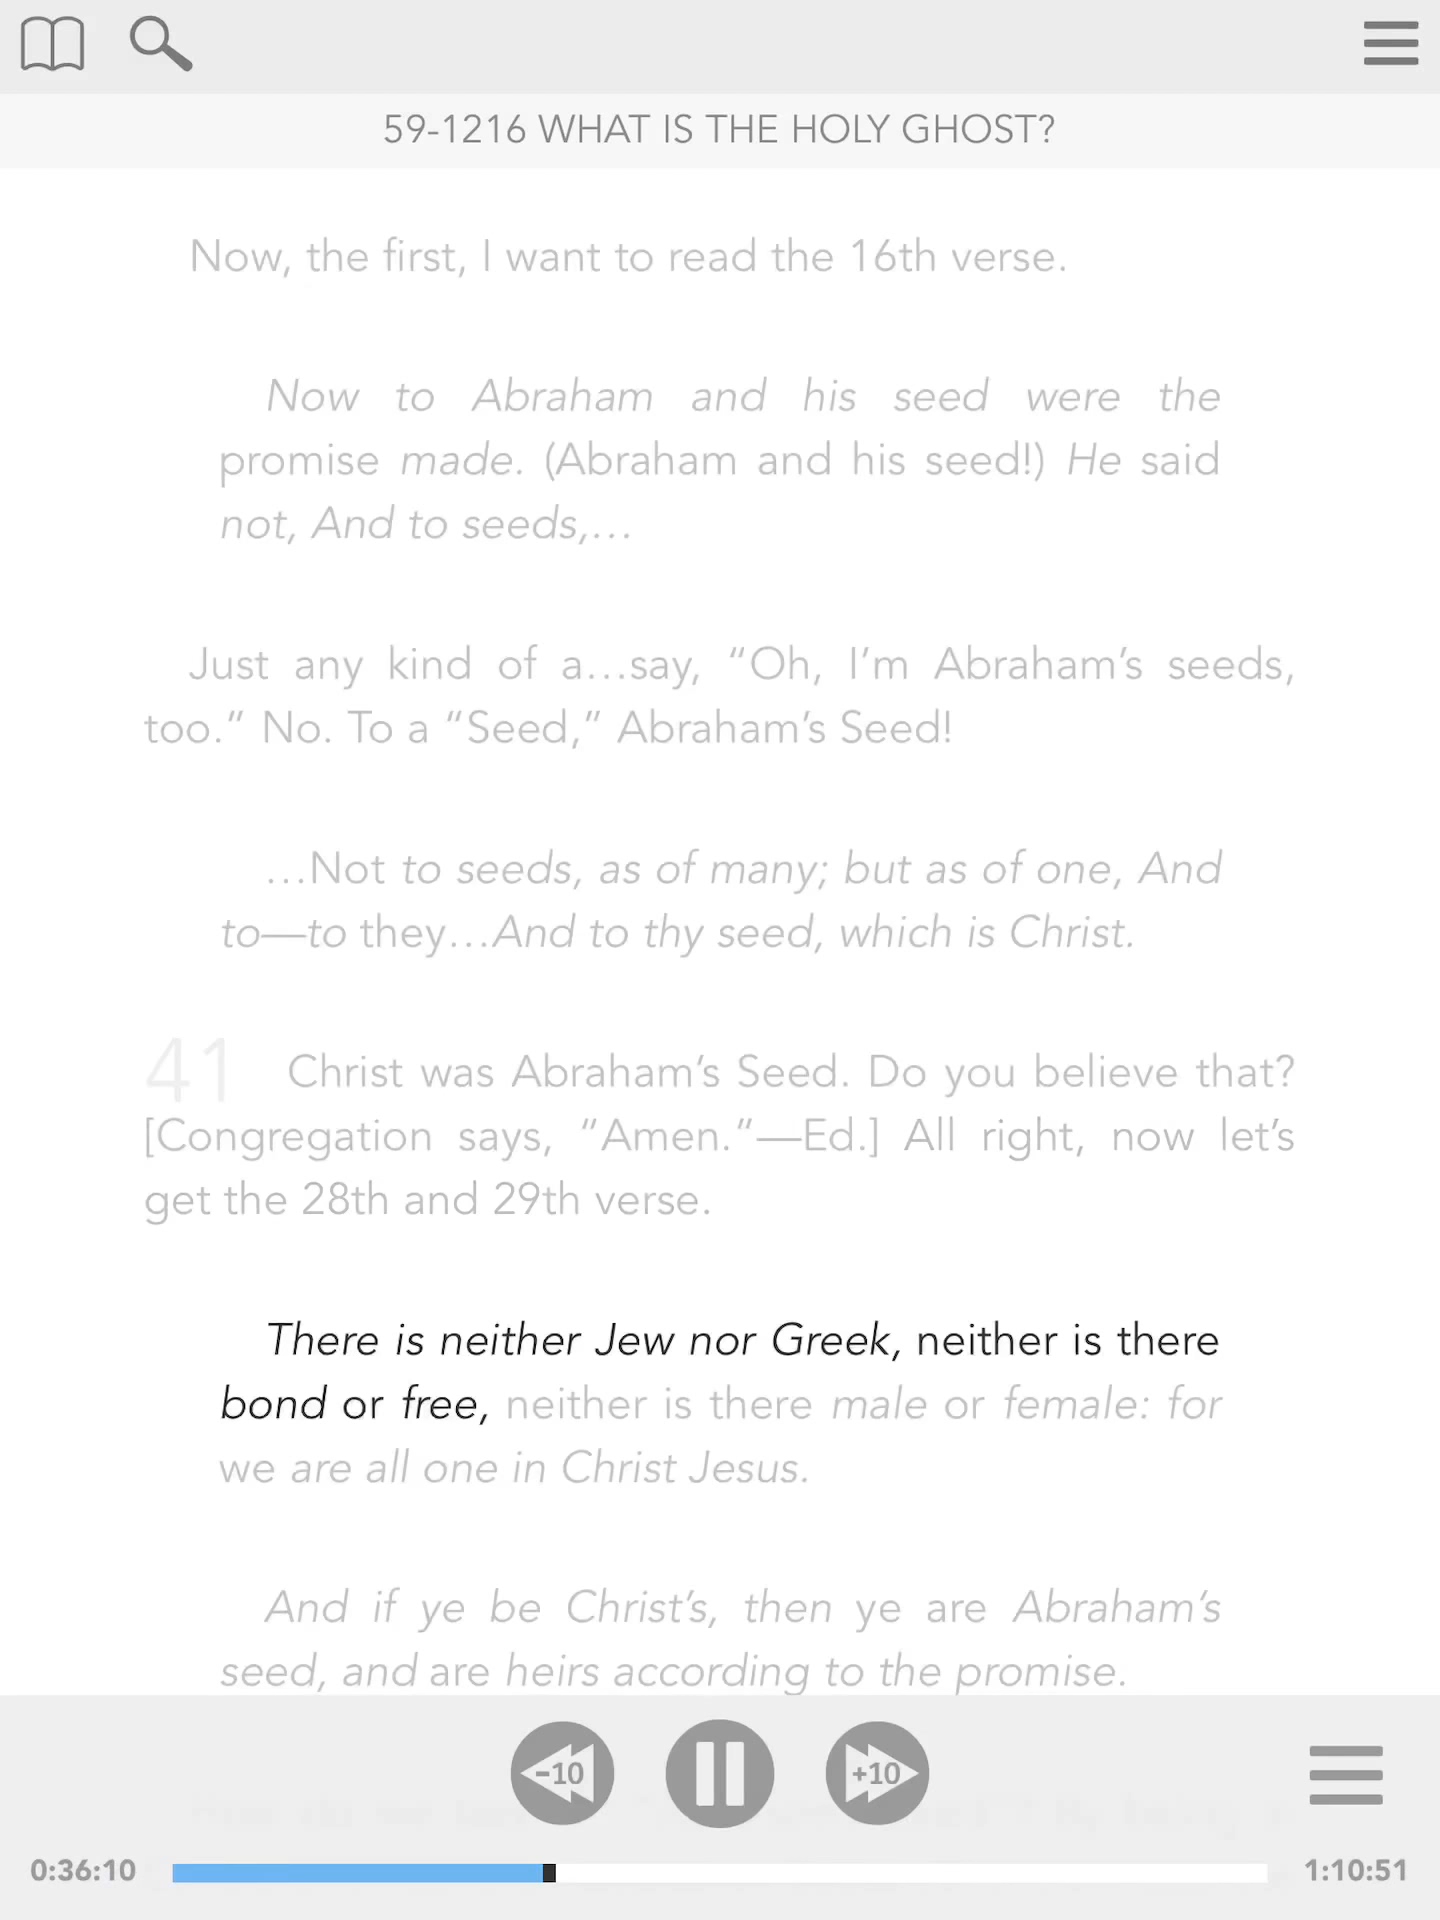 59-1216 WHAT IS THE HOLY GHOST?
Now, the first, I want to read the 16th verse.
Now to Abraham and his seed were the
promise made. (Abraham and his seed!) He said
not, And to seeds,…
Just any kind of a…say, “Oh, I’m Abraham’s seeds,
too.” No. To a “Seed,” Abraham’s Seed!
…Not to seeds, as of many; but as of one, And
to—to they…And to thy seed, which is Christ.
41 Christ was Abraham’s Seed. Do you believe that?
[Congregation says, “Amen.”—Ed.] All right, now let’s
get the 28th and 29th verse.
There is neither Jew nor Greek, neither is there
bond or free, neither is there male or female: for
we are all one in Christ Jesus.
And if ye be Christ’s, then ye are Abraham’s
seed, and are heirs according to the promise.
-10 +10
0:36:10 1:10:51